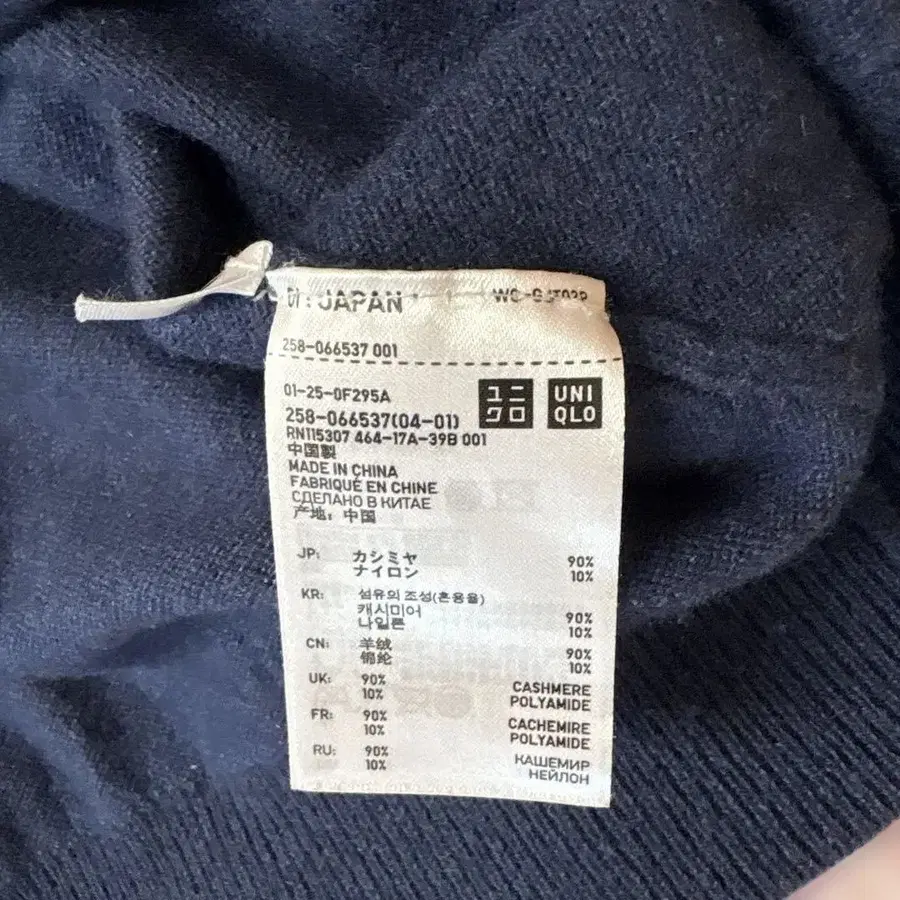 : JAPAN
258-066537 001
01-25-0F295A
ユニクロ
UNIQLO
258-066537(04-01)
RN115307 464-17A-39B 001
中国製
MADE IN CHINA
FABRIQUÉ EN CHINE
СДЕЛАНО В КИТАЕ
产地: 中国
JP: カシミヤ 90%
ナイロン 10%
KR: 섬유의 조성(혼용율)
캐시미어 90%
나일론 10%
CN: 羊绒 90%
锦纶 10%
UK: 90% CASHMERE
10% POLYAMIDE
FR: 90% CACHEMIRE
10% POLYAMIDE
RU: 90% КАШЕМИР
10% НЕЙЛОН